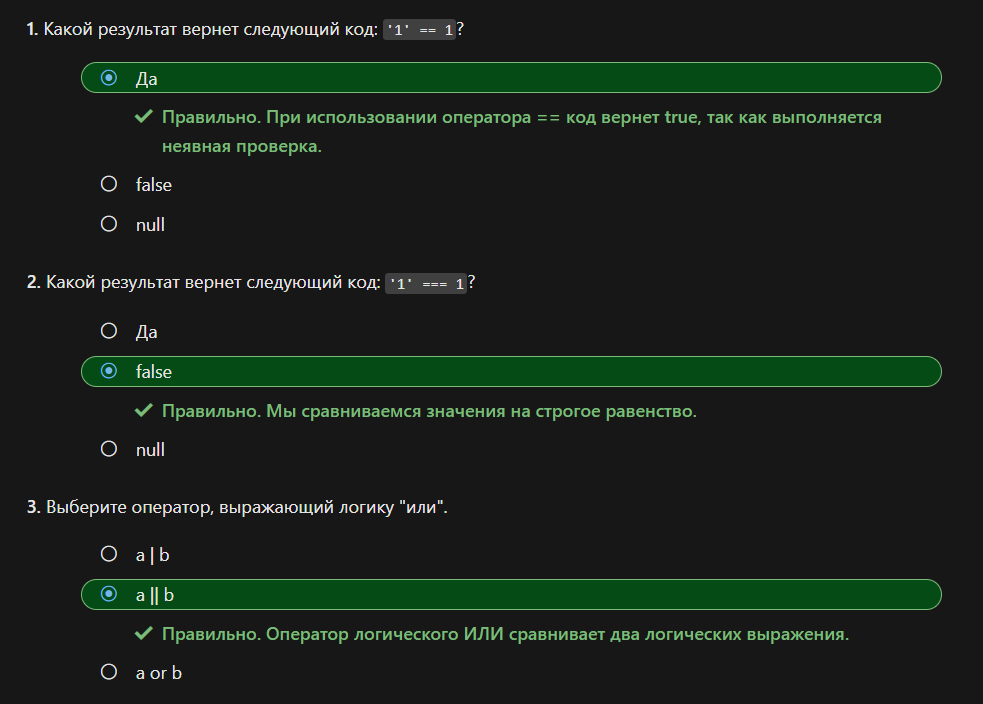 1. Какой результат вернет следующий код: '1' == 1?
Да
Правильно. При использовании оператора == код вернет true, так как выполняется
неявная проверка.
false
null
2. Какой результат вернет следующий код: '1' === 1?
Да
false
Правильно. Мы сравниваемся значения на строгое равенство.
null
3. Выберите оператор, выражающий логику "или".
a | b
a || b
Правильно. Оператор логического ИЛИ сравнивает два логических выражения.
a or b